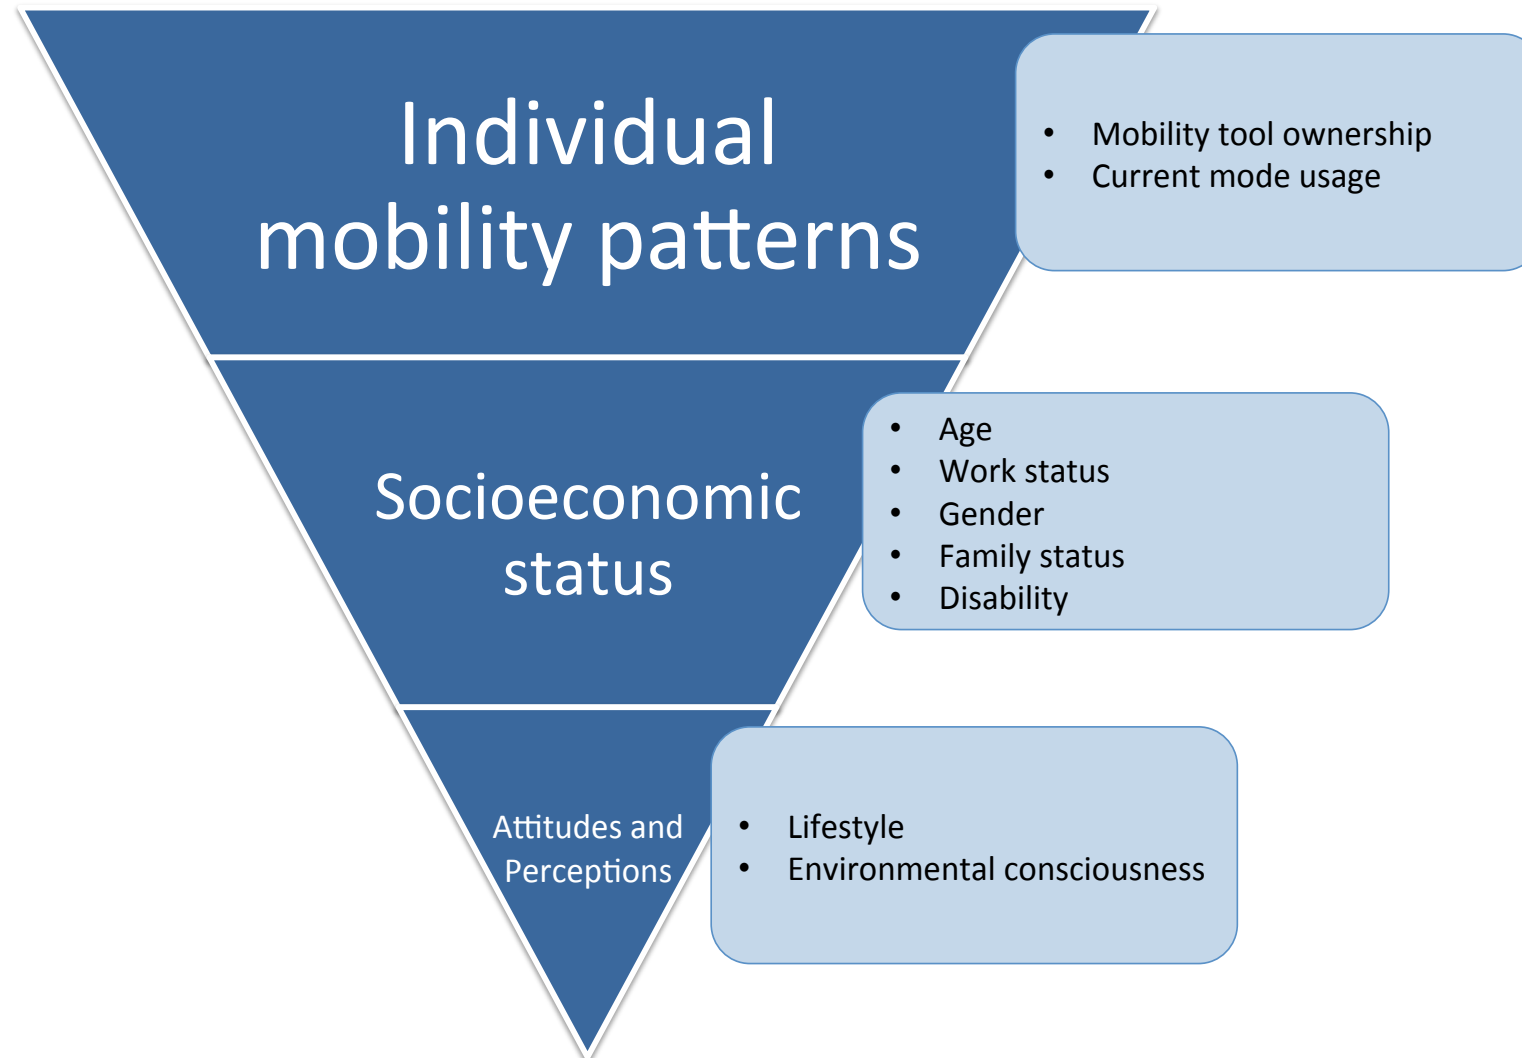 Individual
mobility patterns
• Mobility tool ownership
• Current mode usage
Socioeconomic
status
• Age
• Work status
• Gender
• Family status
• Disability
Attitudes and
Perceptions
• Lifestyle
• Environmental consciousness